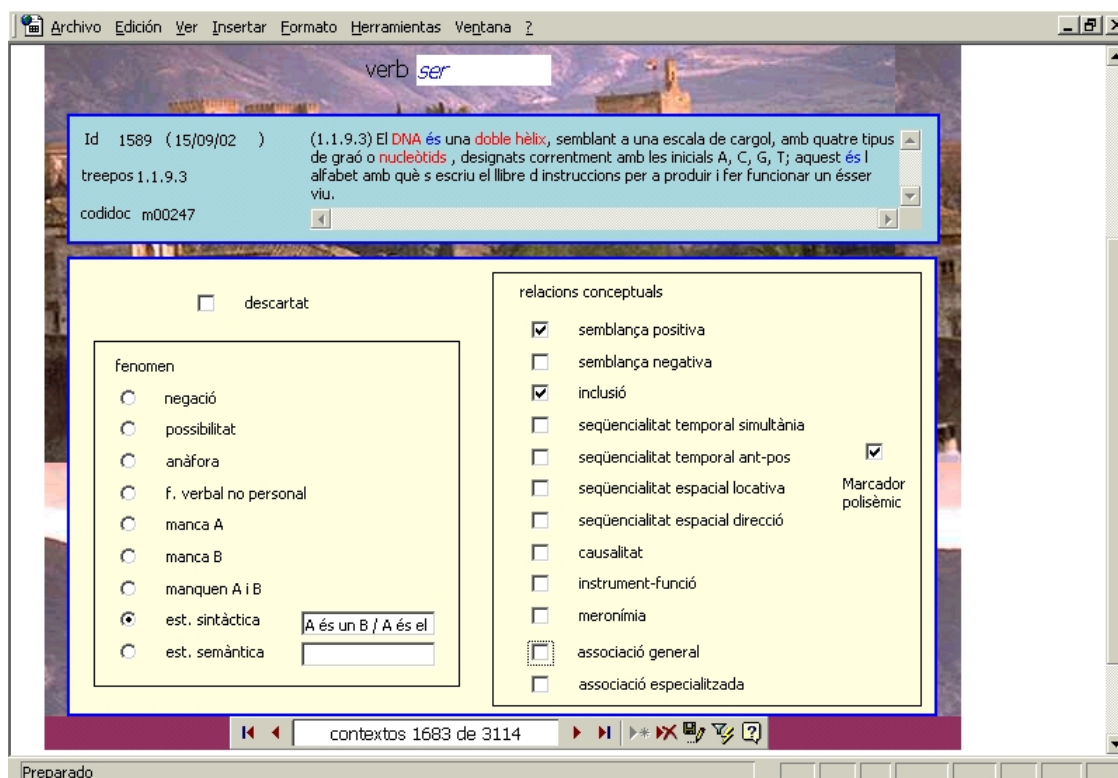 Archivo Edición Ver Insertar Formato Herramientas Ventana ?
verb ser
Id 1589 ( 15/09/02 )
treepos 1.1.9.3
codidoc m00247
(1.1.9.3) El DNA és una doble hèlix, semblant a una escala de cargol, amb quatre tipus
de graó o nucleòtids , designats correntment amb les inicials A, C, G, T; aquest és l
alfabet amb què s escriu el llibre d instruccions per a produir i fer funcionar un ésser
viu.
descartat
fenomen
negació
possibilitat
anàfora
f. verbal no personal
manca A
manca B
manquen A i B
est. sintàctica A és un B / A és el
est. semàntica
relacions conceptuals
semblança positiva
semblança negativa
inclusió
seqüencialitat temporal simultània
seqüencialitat temporal ant-pos
seqüencialitat espacial locativa
seqüencialitat espacial direcció
causalitat
instrument-funció
meronímia
associació general
associació especialitzada
Marcador
polisèmic
contextos 1683 de 3114
Preparado